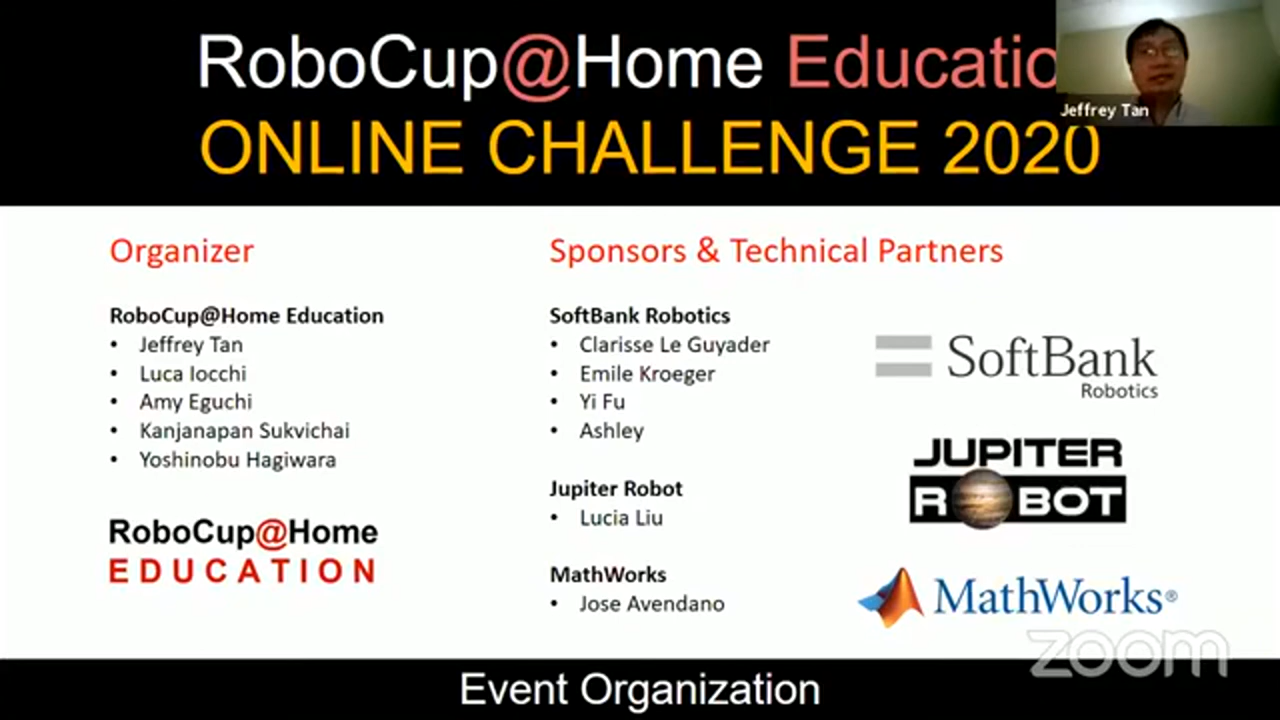 RoboCup@Home Educatio
ONLINE CHALLENGE 2020
Jeffrey Tan
Organizer
RoboCup@Home Education
• Jeffrey Tan
• Luca Iocchi
• Amy Eguchi
• Kanjanapan Sukvichai
• Yoshinobu Hagiwara
RoboCup@Home
EDUCATION
Sponsors & Technical Partners
SoftBank Robotics
• Clarisse Le Guyader
• Emile Kroeger
• Yi Fu
• Ashley
Jupiter Robot
• Lucia Liu
MathWorks
• Jose Avendano
SoftBank
Robotics
JUPITER
ROBOT
MathWorks®
zoom
Event Organization